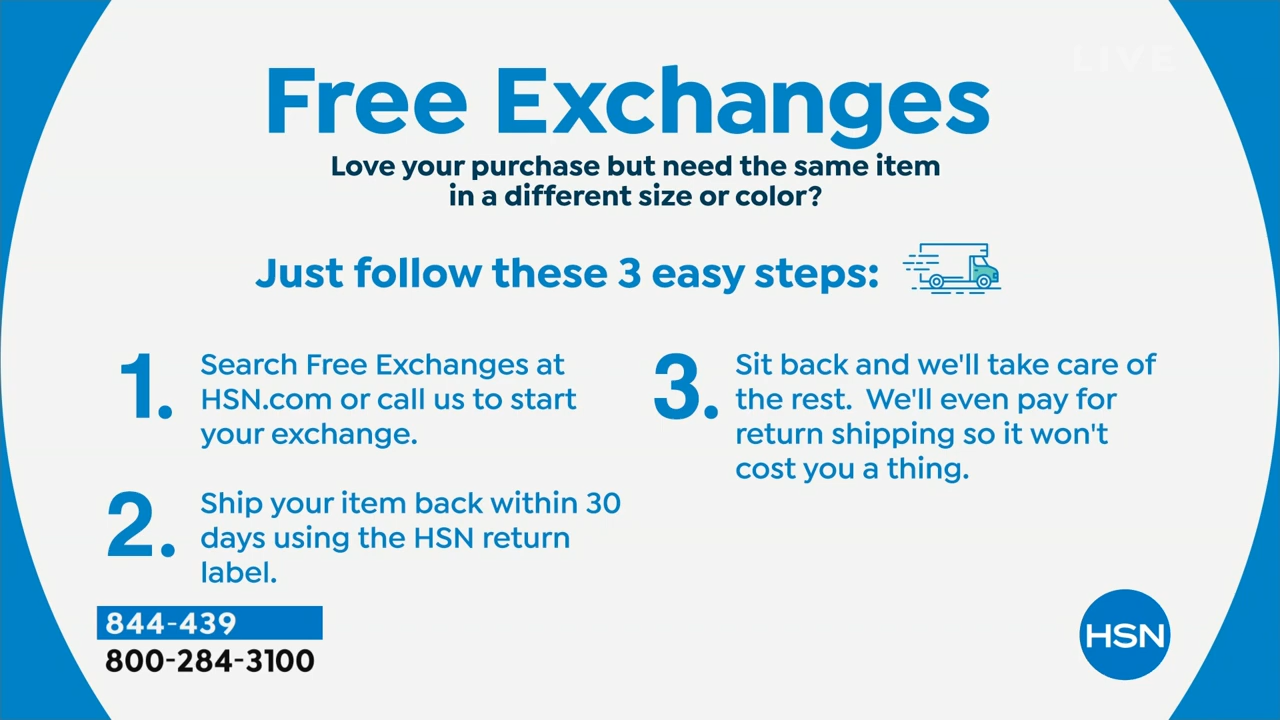 LIVE
Free Exchanges
Love your purchase but need the same item
in a different size or color?
Just follow these 3 easy steps:
1. Search Free Exchanges at
HSN.com or call us to start
your exchange.
2. Ship your item back within 30
days using the HSN return
label.
3. Sit back and we'll take care of
the rest.  We'll even pay for
return shipping so it won't
cost you a thing.
844-439
800-284-3100
HSN